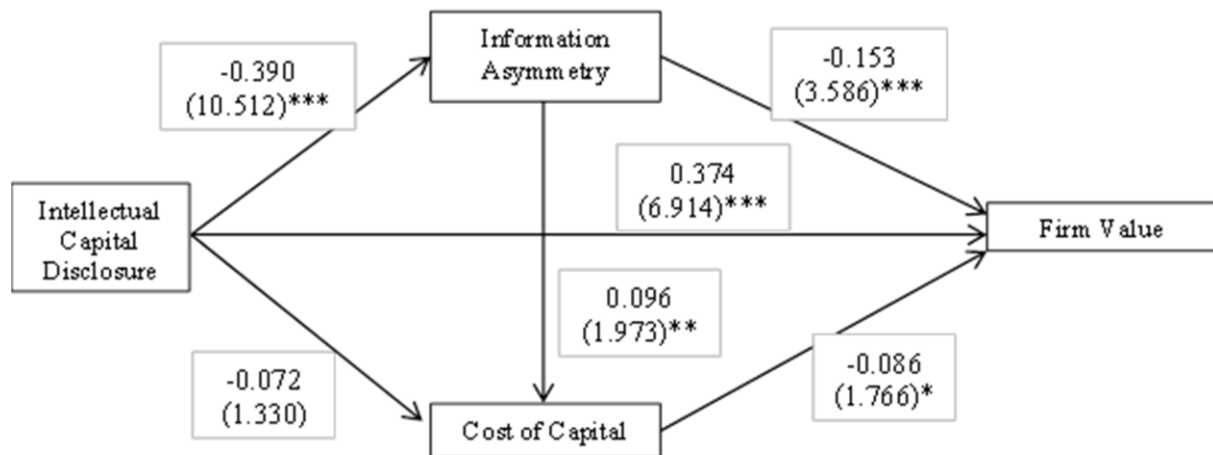 Information
Asymmetry
-0.390
(10.512)***
-0.153
(3.586)***
0.374
(6.914)***
Intellectual
Capital
Disclosure
Firm Value
0.096
(1.973)**
-0.072
(1.330)
-0.086
(1.766)*
Cost of Capital